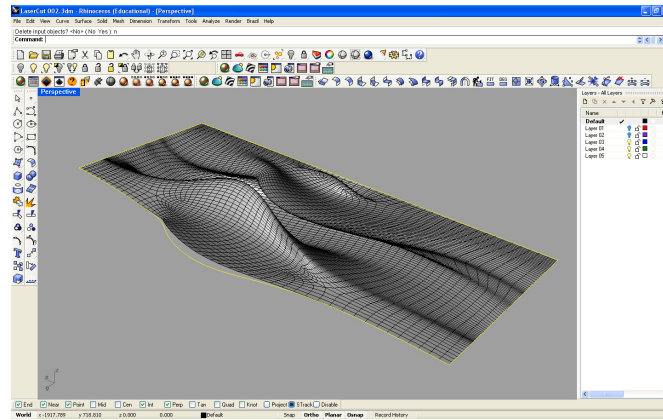 LaserCut 002.3dm - Rhinoceros (Educational) - [Perspective]
File Edit View Curve Surface Solid Mesh Dimension Transform Tools Analyze Render Brazil Help
Delete input objects? <No> ( No Yes ): n
Command:
Perspective
Layers - All Layers
Name
Default
Layer 01
Layer 02
Layer 03
Layer 04
Layer 05
End Near Point Mid Cen Int Perp Tan Quad Knot Project STrack Disable
World x -1917.789 y 718.810 z 0.000 0.000 Default Snap Ortho Planar Osnap Record History